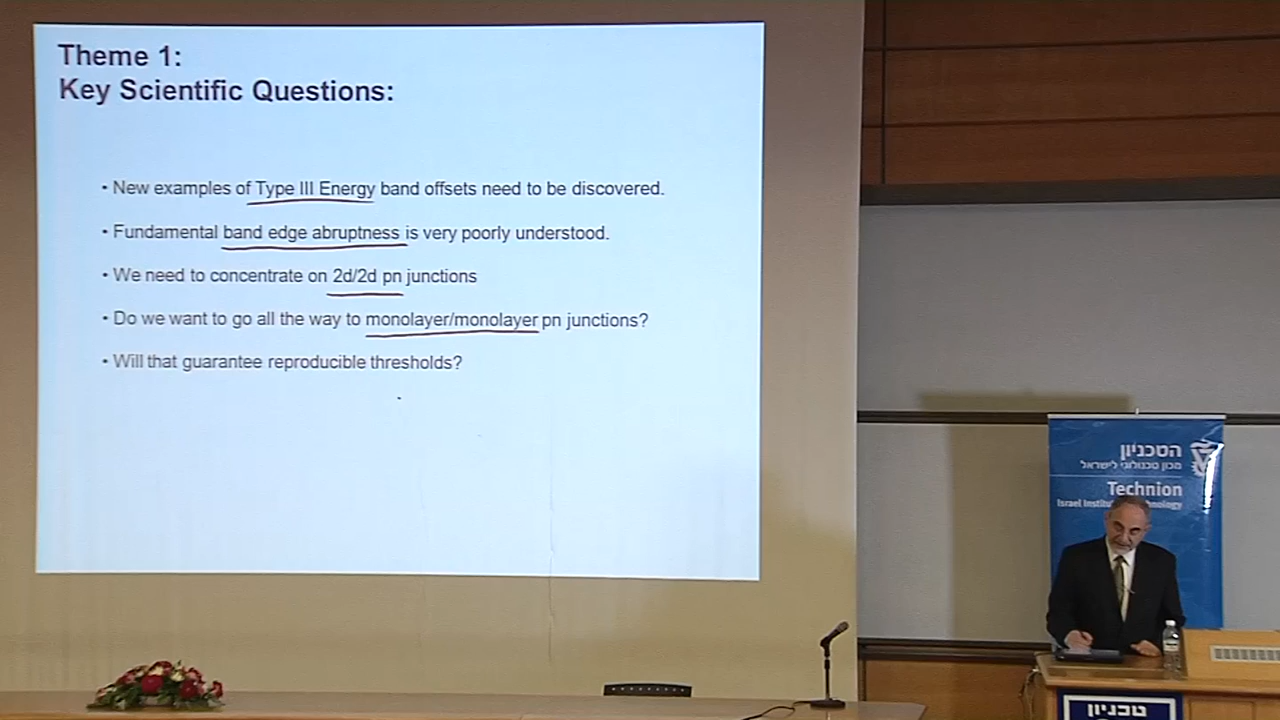 Theme 1:
Key Scientific Questions:
• New examples of Type III Energy band offsets need to be discovered.
• Fundamental band edge abruptness is very poorly understood.
• We need to concentrate on 2d/2d pn junctions
• Do we want to go all the way to monolayer/monolayer pn junctions?
• Will that guarantee reproducible thresholds?
הטכניון
מכון טכנולוגי לישראל
Technion
Israel
טכניון